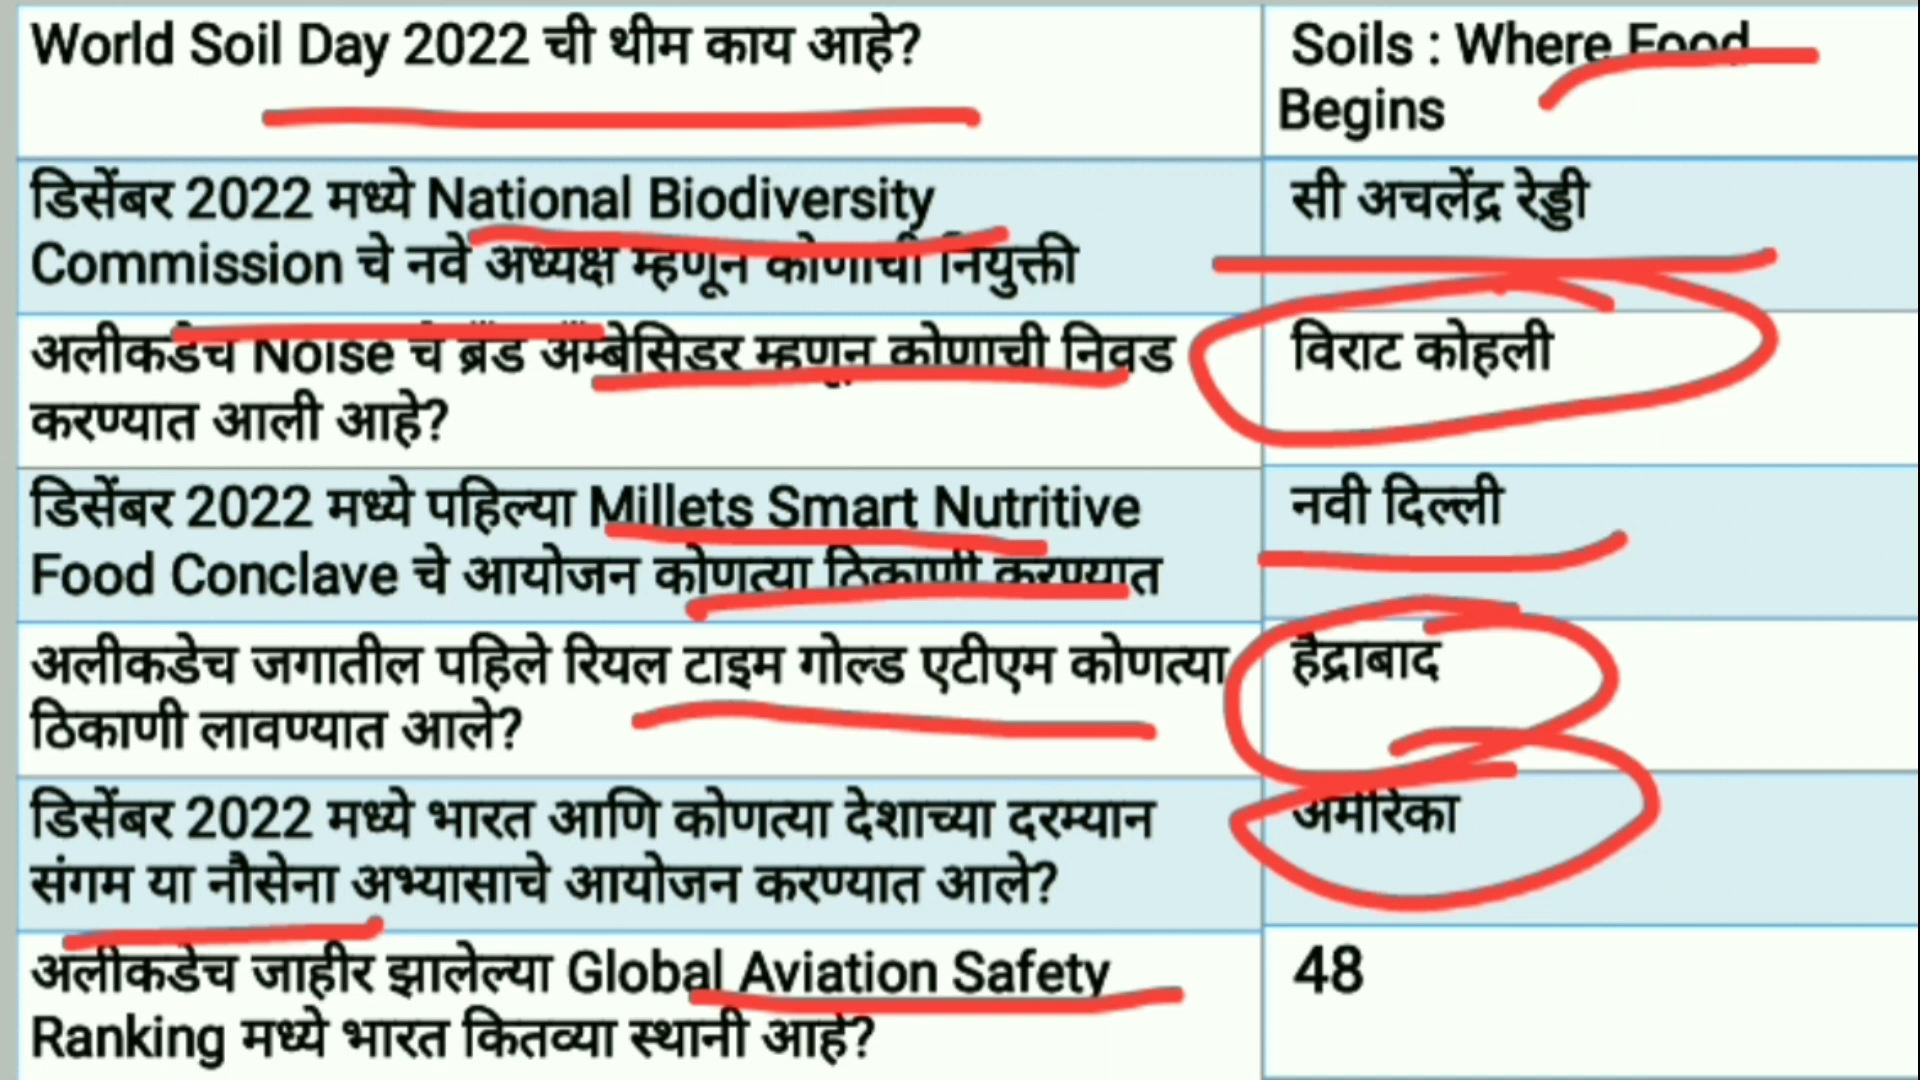 World Soil Day 2022 ची थीम काय आहे?
Soils : Where Food
Begins
डिसेंबर 2022 मध्ये National Biodiversity
Commission चे नवे अध्यक्ष म्हणून कोणाची नियुक्ती
सी अचलेंद्र रेड्डी
अलीकडेच Noise चे ब्रँड अॅम्बेसिडर म्हणून कोणाची निवड
करण्यात आली आहे?
विराट कोहली
डिसेंबर 2022 मध्ये पहिल्या Millets Smart Nutritive
Food Conclave चे आयोजन कोणत्या ठिकाणी करण्यात
नवी दिल्ली
अलीकडेच जगातील पहिले रियल टाइम गोल्ड एटीएम कोणत्या
ठिकाणी लावण्यात आले?
हैद्राबाद
डिसेंबर 2022 मध्ये भारत आणि कोणत्या देशाच्या दरम्यान
संगम या नौसेना अभ्यासाचे आयोजन करण्यात आले?
अमेरिका
अलीकडेच जाहीर झालेल्या Global Aviation Safety
Ranking मध्ये भारत कितव्या स्थानी आहे?
48